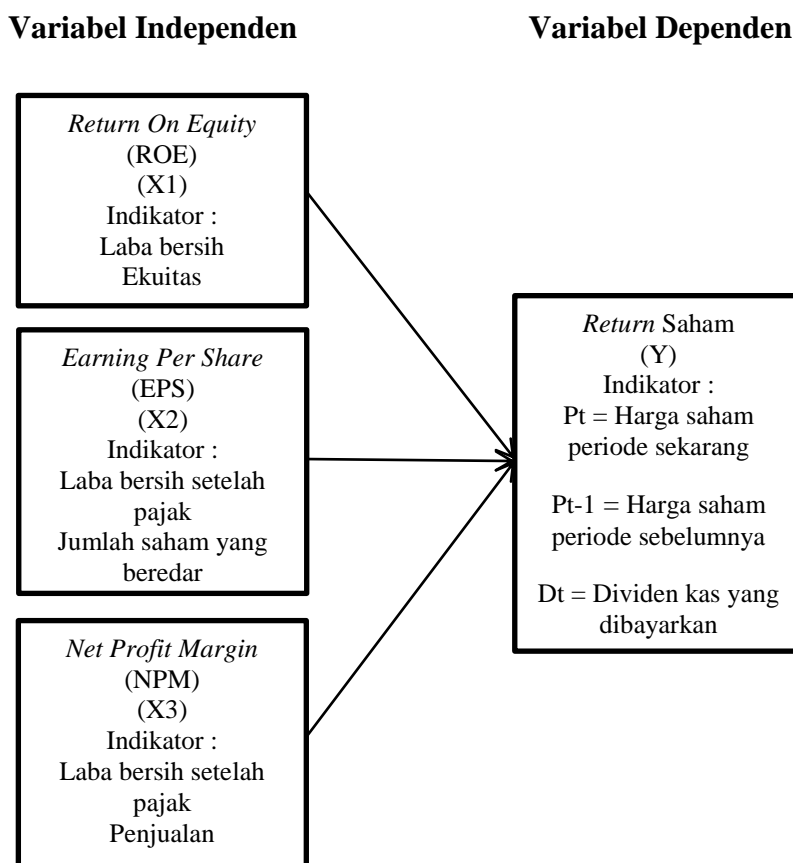 Variabel Independen
Variabel Dependen
Return On Equity
(ROE)
(X1)
Indikator :
Laba bersih
Ekuitas
Earning Per Share
(EPS)
(X2)
Indikator :
Laba bersih setelah
pajak
Jumlah saham yang
beredar
Net Profit Margin
(NPM)
(X3)
Indikator :
Laba bersih setelah
pajak
Penjualan
Return Saham
(Y)
Indikator :
Pt = Harga saham
periode sekarang
Pt-1 = Harga saham
periode sebelumnya
Dt = Dividen kas yang
dibayarkan